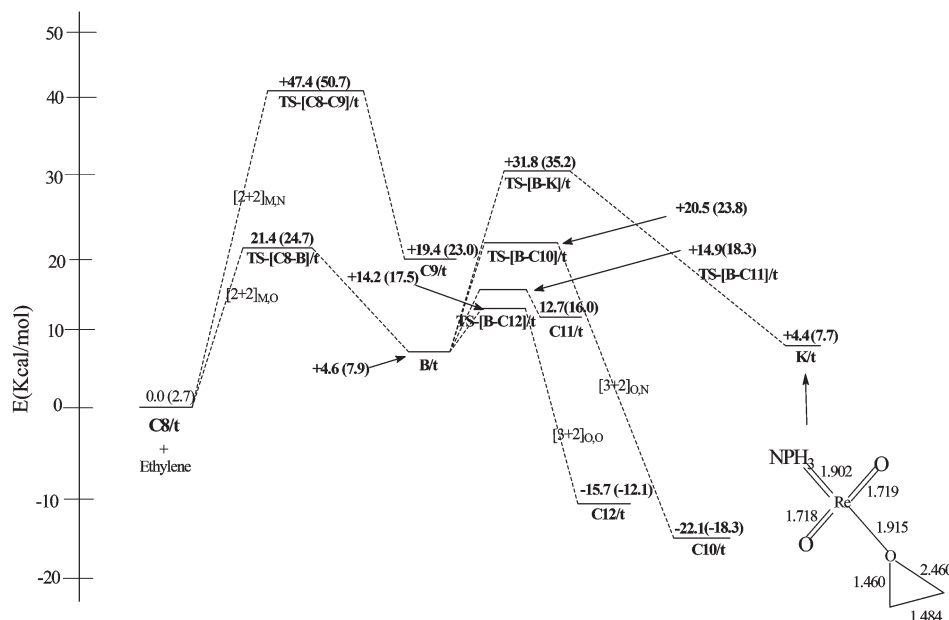 50
40
30
20
10
0
-10
-20
E(Kcal/mol)
+47.4 (50.7)
TS-[C8-C9]/t
[2+2]M,N
21.4 (24.7)
TS-[C8-B]/t
[2+2]M,O
0.0 (2.7)
C8/t
+
Ethylene
+19.4 (23.0)
C9/t
+14.2 (17.5)
+4.6 (7.9)
B/t
+31.8 (35.2)
TS-[B-K]/t
+20.5 (23.8)
TS-[B-C10]/t
+14.9(18.3)
TS-[B-C11]/t
TS-[B-C12]/t
12.7(16.0)
C11/t
[3+2]O,N
[3+2]O,O
-15.7 (-12.1)
C12/t
-22.1(-18.3)
C10/t
+4.4(7.7)
K/t
NPH3
O
1.902
1.719
Re
1.718
O
1.915
O
1.460
2.460
1.484